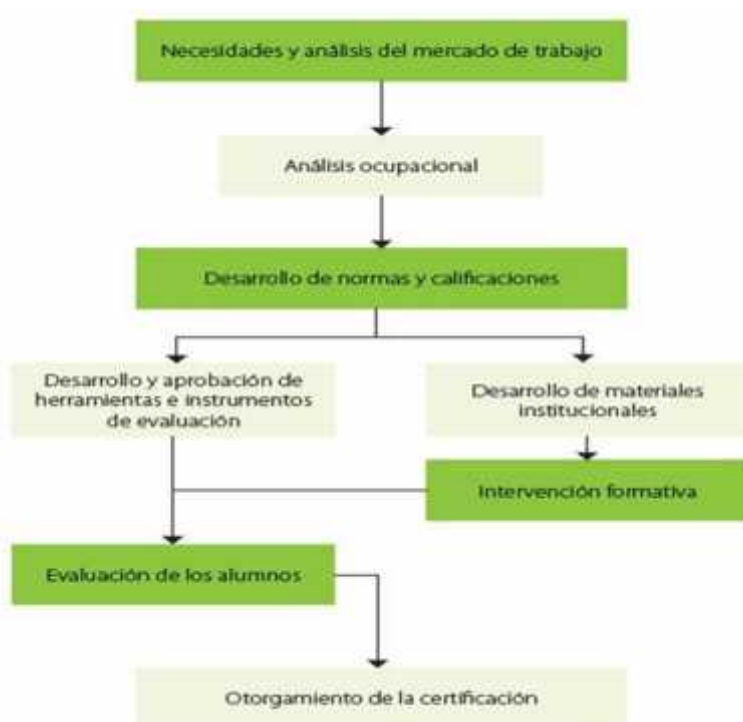 Necesidades y análisis del mercado de trabajo
Análisis ocupacional
Desarrollo de normas y calificaciones
Desarrollo y aprobación de
herramientas e instrumentos
de evaluación
Desarrollo de materiales
institucionales
Intervención formativa
Evaluación de los alumnos
Otorgamiento de la certificación